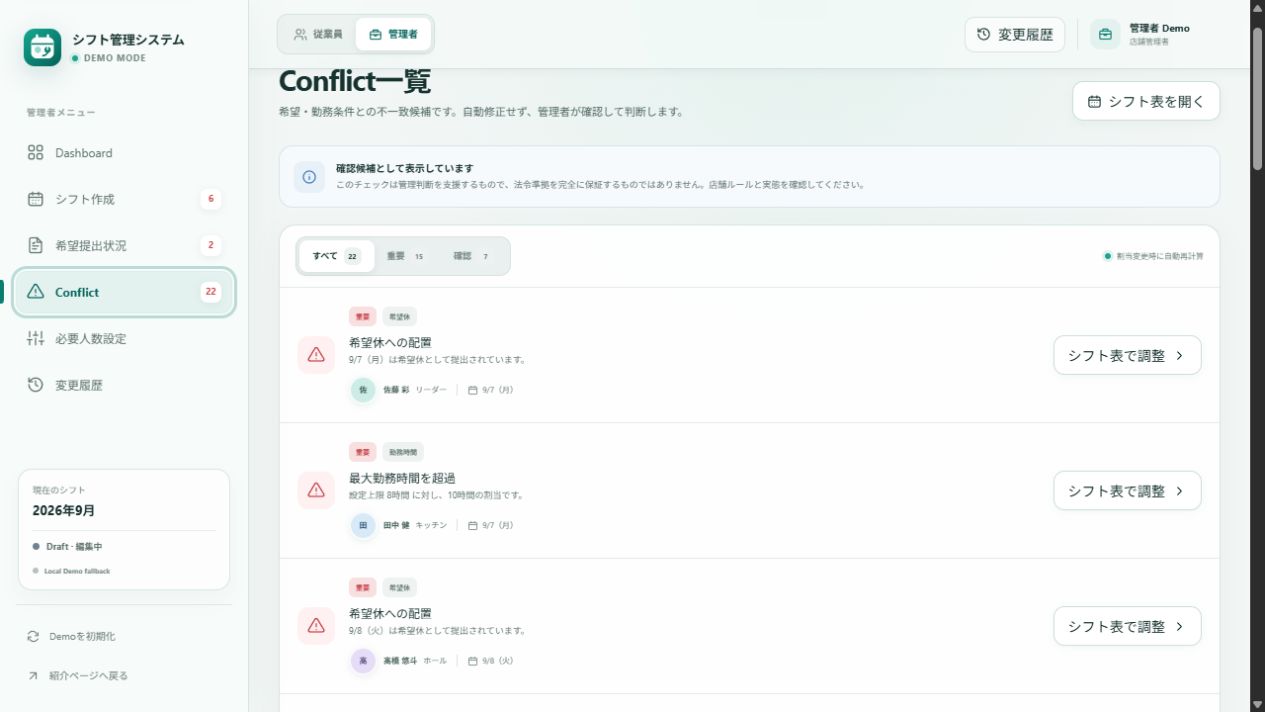 シフト管理システム
DEMO MODE
管理者メニュー
Dashboard
シフト作成 6
希望提出状況 2
Conflict 22
必要人数設定
変更履歴
現在のシフト
2026年9月
Draft · 編集中
Local Demo fallback
Demoを初期化
紹介ページへ戻る
従業員 管理者
変更履歴
管理者 Demo
店舗管理者
Conflict一覧
希望・勤務条件との不一致候補です。自動修正せず、管理者が確認して判断します。
シフト表を開く
確認候補として表示しています
このチェックは管理判断を支援するもので、法令準拠を完全に保証するものではありません。店舗ルールと実態を確認してください。
すべて 22 重要 15 確認 7
割当変更時に自動再計算
重要 希望休
希望休への配置
9/7（月）は希望休として提出されています。
佐 佐藤 彩 リーダー 9/7（月）
シフト表で調整
重要 勤務時間
最大勤務時間を超過
設定上限 8時間 に対し、10時間の割当です。
田 田中 健 キッチン 9/7（月）
シフト表で調整
重要 希望休
希望休への配置
9/8（火）は希望休として提出されています。
高 高橋 悠斗 ホール 9/8（火）
シフト表で調整